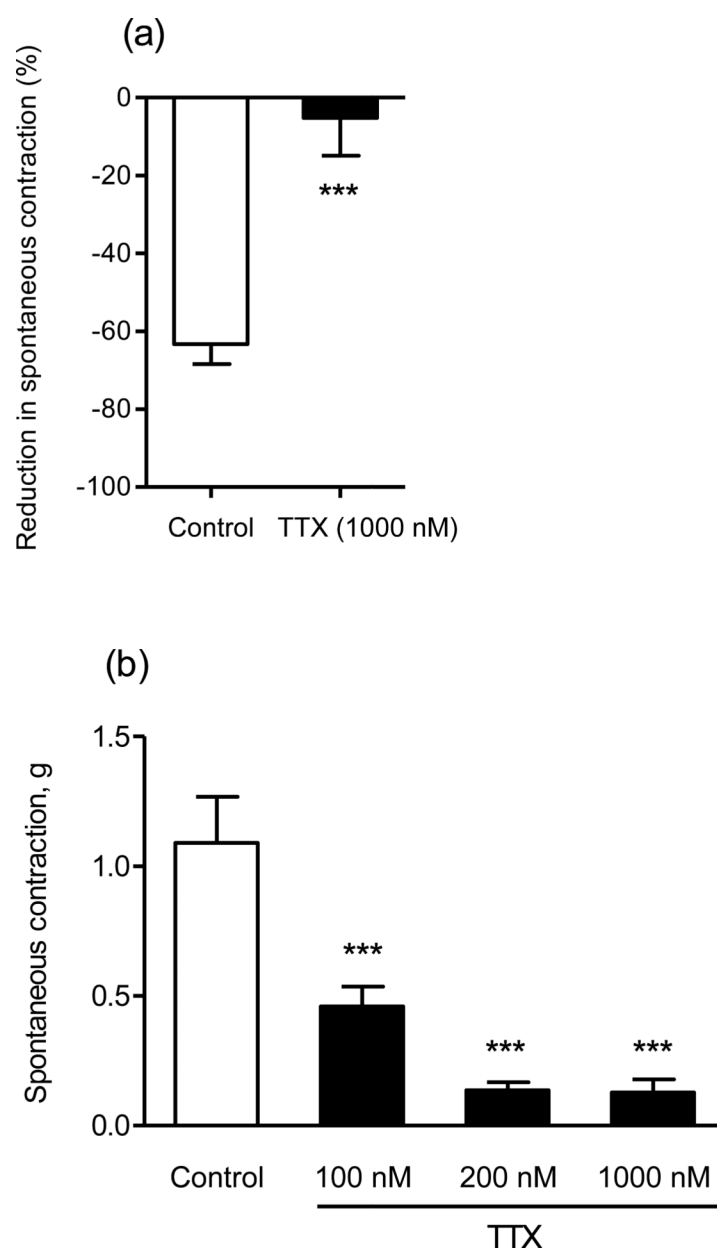 (a)
Reduction in spontaneous contraction (%)
0
-20
-40
-60
-80
-100
***
Control TTX (1000 nM)
(b)
Spontaneous contraction, g
1.5
1.0
0.5
0.0
***
***
***
Control 100 nM 200 nM 1000 nM
TTX